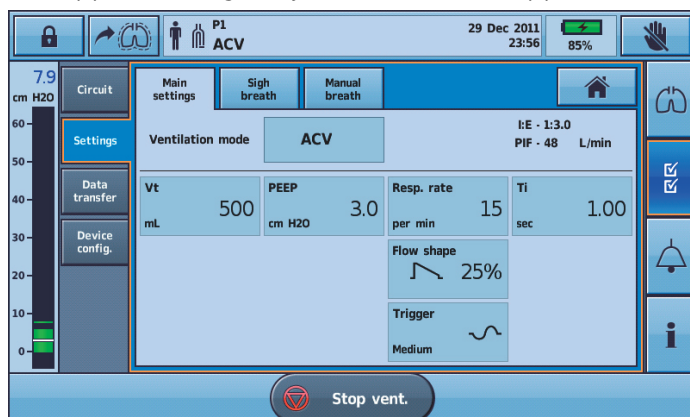 P1
ACV
29 Dec 2011
23:56
85%
7.9
cm H2O
60
50
40
30
20
10
0
Circuit
Settings
Data
transfer
Device
config.
Main
settings
Sigh
breath
Manual
breath
Ventilation mode
ACV
I:E - 1:3.0
PIF - 48 L/min
Vt
500
mL
PEEP
3.0
cm H2O
Resp. rate
15
per min
Ti
1.00
sec
Flow shape
25%
Trigger
Medium
i
Stop vent.